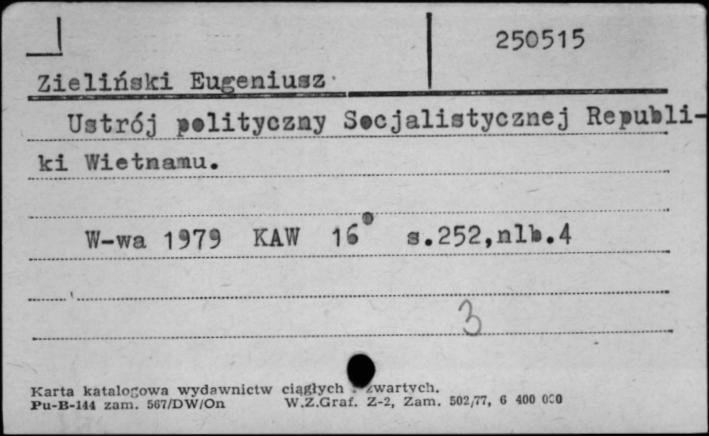 250515
Zieliński Eugeniusz
Ustrój polityczny Socjalistycznej Republi-
ki Wietnamu.
W-wa 1979 KAW 16° s.252,nlb.4
3
Karta katalogowa wydawnictw ciągłych i zwartych.
Pu-B-144 zam. 567/DW/On W.Z.Graf. Z-2, Zam. 502/77, 6 400 000